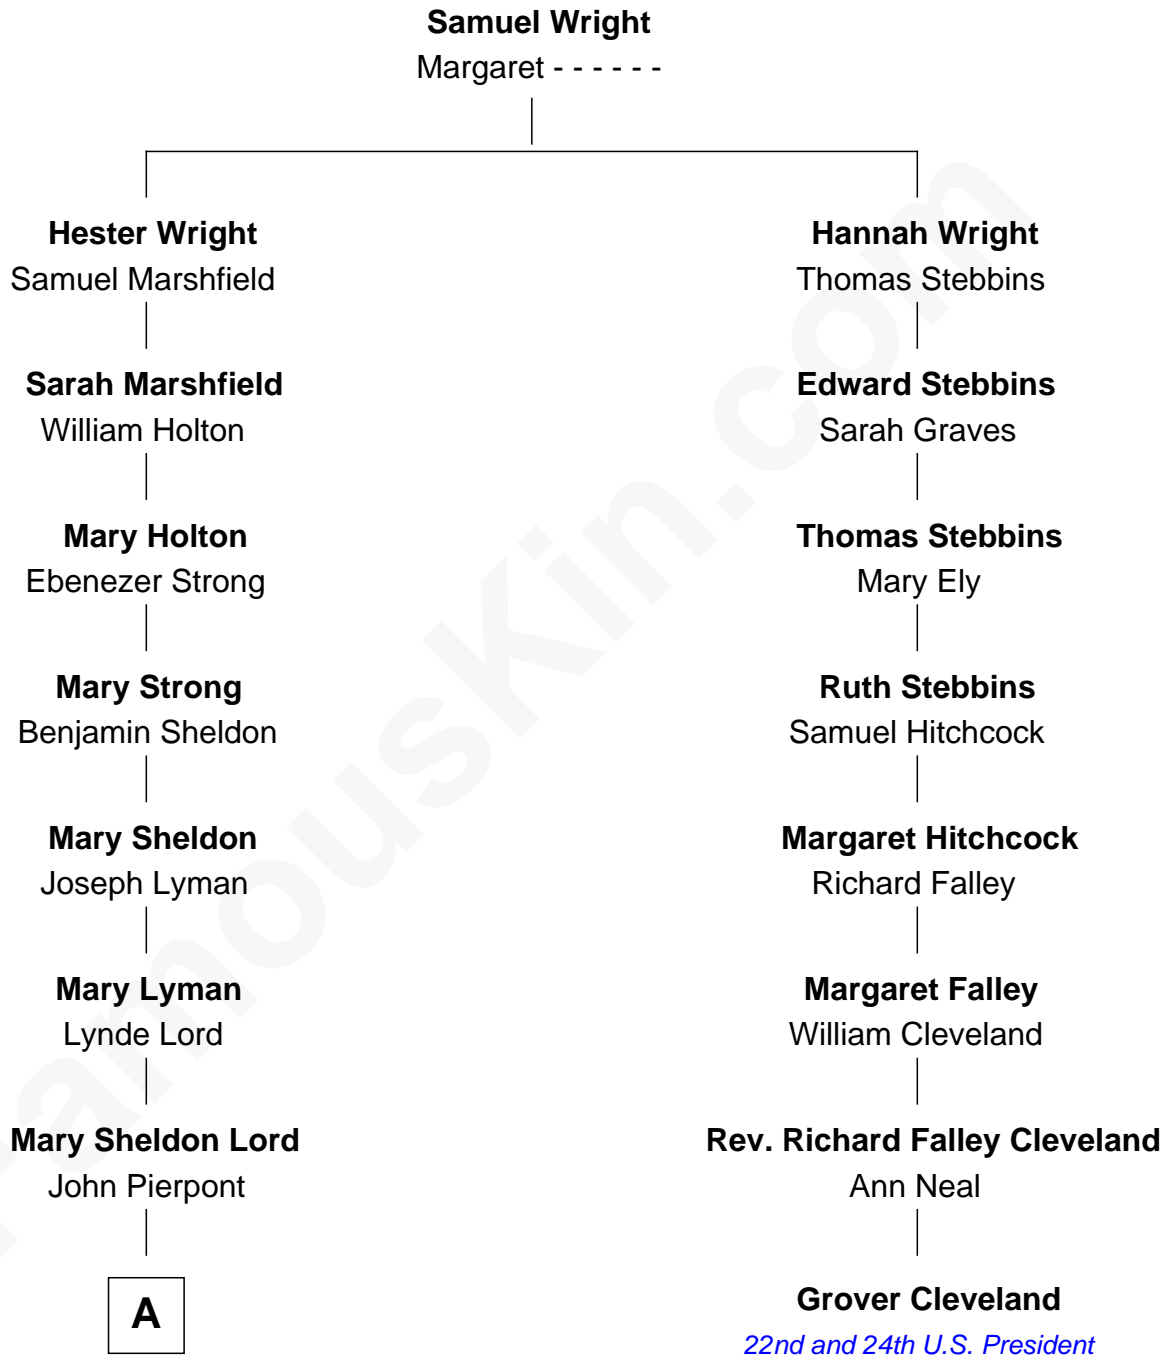 Samuel Wright
Margaret - - - - - -
Hester Wright
Samuel Marshfield
Hannah Wright
Thomas Stebbins
Sarah Marshfield
William Holton
Edward Stebbins
Sarah Graves
Mary Holton
Ebenezer Strong
Thomas Stebbins
Mary Ely
Mary Strong
Benjamin Sheldon
Ruth Stebbins
Samuel Hitchcock
Mary Sheldon
Joseph Lyman
Margaret Hitchcock
Richard Falley
Mary Lyman
Lynde Lord
Margaret Falley
William Cleveland
Mary Sheldon Lord
John Pierpont
Rev. Richard Falley Cleveland
Ann Neal
A
Grover Cleveland
22nd and 24th U.S. President
FamousKin.com